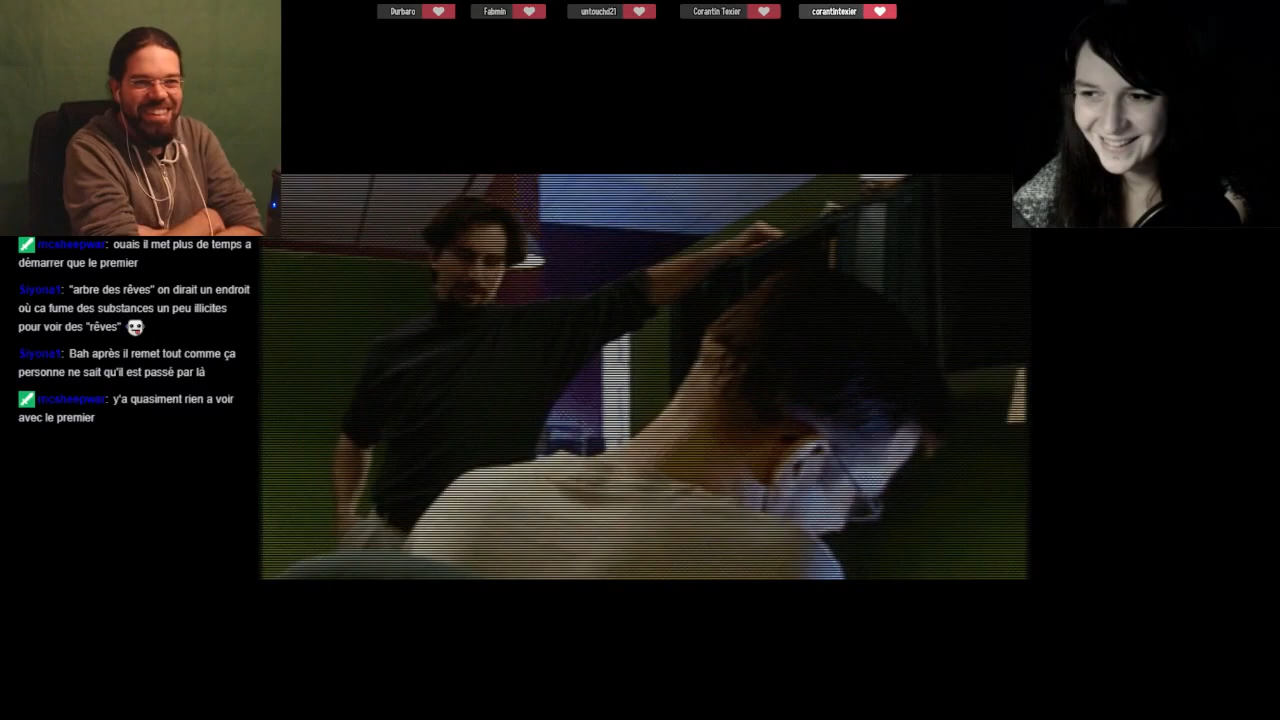 Durbaro
Fabmin
untouchd21
Corantin Texier
corantintexier
mcsheepwar: ouais il met plus de temps a
démarrer que le premier
Siyona1: "arbre des rêves" on dirait un endroit
où ca fume des substances un peu illicites
pour voir des "rêves"
Siyona1: Bah après il remet tout comme ça
personne ne sait qu'il est passé par là
mcsheepwar: y'a quasiment rien a voir
avec le premier